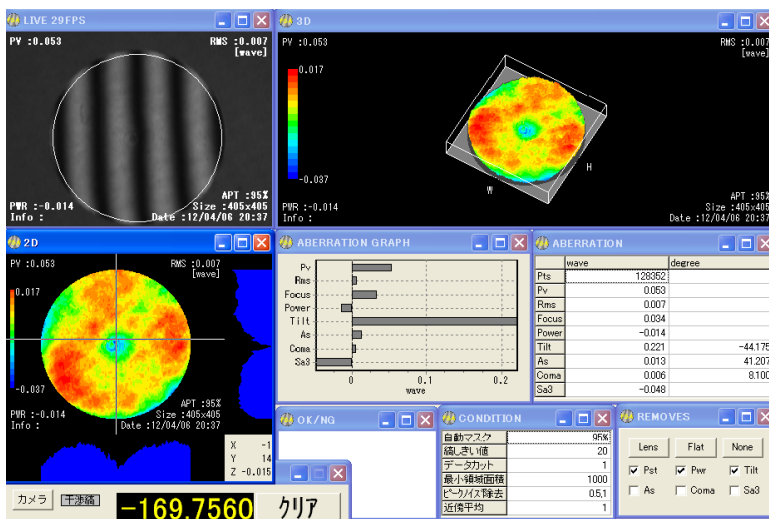 LIVE 29FPS
PV :0.053
RMS :0.007
[wave]
PWR :-0.014
Info :
APT :95%
Size :405x405
Date :12/04/06 20:37
3D
PV :0.053
RMS :0.007
[wave]
0.017
-0.037
W
H
PWR :-0.014
Info :
APT :95%
Size :405x405
Date :12/04/06 20:37
2D
PV :0.053
RMS :0.007
[wave]
0.017
-0.037
PWR :-0.014
Info :
APT :95%
Size :405x405
Date :12/04/06 20:37
X -1
Y 14
Z -0.015
ABERRATION GRAPH
Pv
Rms
Focus
Power
Tilt
As
Coma
Sa3
0 0.1 0.2
wave
ABERRATION
wave degree
Pts 128352
Pv 0.053
Rms 0.007
Focus 0.034
Power -0.014
Tilt 0.221 -44.175
As 0.013 41.207
Coma 0.006 8.100
Sa3 -0.048
OK/NG
CONDITION
自動マスク 95%
縞しきい値 20
データカット 1
最小領域面積 1000
ピークノイズ除去 0.5,1
近傍平均 1
REMOVES
Lens Flat None
Pst Pwr Tilt
As Coma Sa3
カメラ 干渉縞
-169.7560
クリア